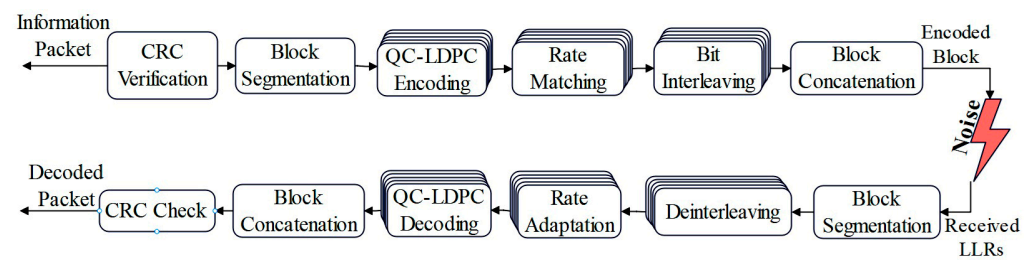 Information
Packet
CRC
Verification
Block
Segmentation
QC-LDPC
Encoding
Rate
Matching
Bit
Interleaving
Block
Concatenation
Encoded
Block
Noise
Decoded
Packet
CRC Check
Block
Concatenation
QC-LDPC
Decoding
Rate
Adaptation
Deinterleaving
Block
Segmentation
Received
LLRs